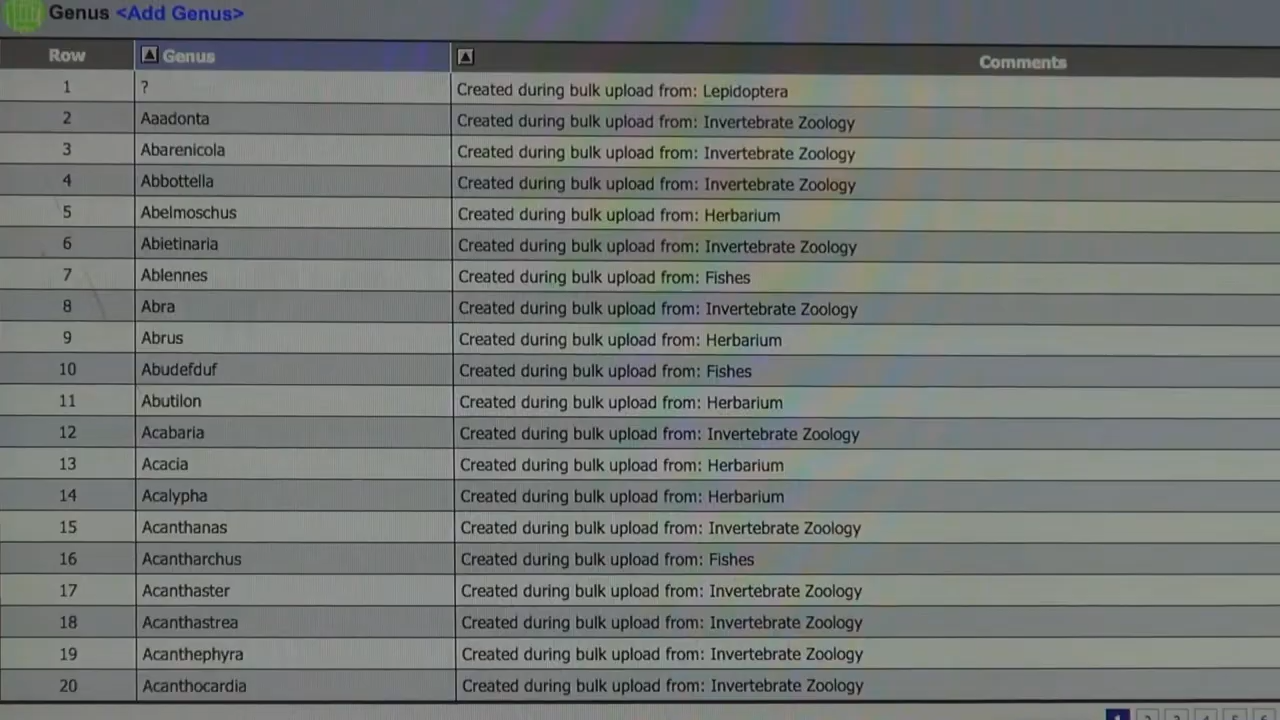 Genus <Add Genus>
Row Genus Comments
1 ? Created during bulk upload from: Lepidoptera
2 Aaadonta Created during bulk upload from: Invertebrate Zoology
3 Abarenicola Created during bulk upload from: Invertebrate Zoology
4 Abbottella Created during bulk upload from: Invertebrate Zoology
5 Abelmoschus Created during bulk upload from: Herbarium
6 Abietinaria Created during bulk upload from: Invertebrate Zoology
7 Ablennes Created during bulk upload from: Fishes
8 Abra Created during bulk upload from: Invertebrate Zoology
9 Abrus Created during bulk upload from: Herbarium
10 Abudefduf Created during bulk upload from: Fishes
11 Abutilon Created during bulk upload from: Herbarium
12 Acabaria Created during bulk upload from: Invertebrate Zoology
13 Acacia Created during bulk upload from: Herbarium
14 Acalypha Created during bulk upload from: Herbarium
15 Acanthanas Created during bulk upload from: Invertebrate Zoology
16 Acantharchus Created during bulk upload from: Fishes
17 Acanthaster Created during bulk upload from: Invertebrate Zoology
18 Acanthastrea Created during bulk upload from: Invertebrate Zoology
19 Acanthephyra Created during bulk upload from: Invertebrate Zoology
20 Acanthocardia Created during bulk upload from: Invertebrate Zoology